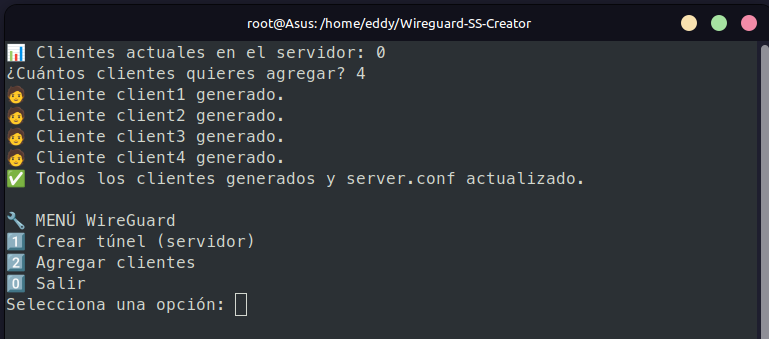 root@Asus: /home/eddy/Wireguard-SS-Creator
📊 Clientes actuales en el servidor: 0
¿Cuántos clientes quieres agregar? 4
🧑 Cliente client1 generado.
🧑 Cliente client2 generado.
🧑 Cliente client3 generado.
🧑 Cliente client4 generado.
✅ Todos los clientes generados y server.conf actualizado.
🔧 MENÚ WireGuard
1️⃣ Crear túnel (servidor)
2️⃣ Agregar clientes
0️⃣ Salir
Selecciona una opción: